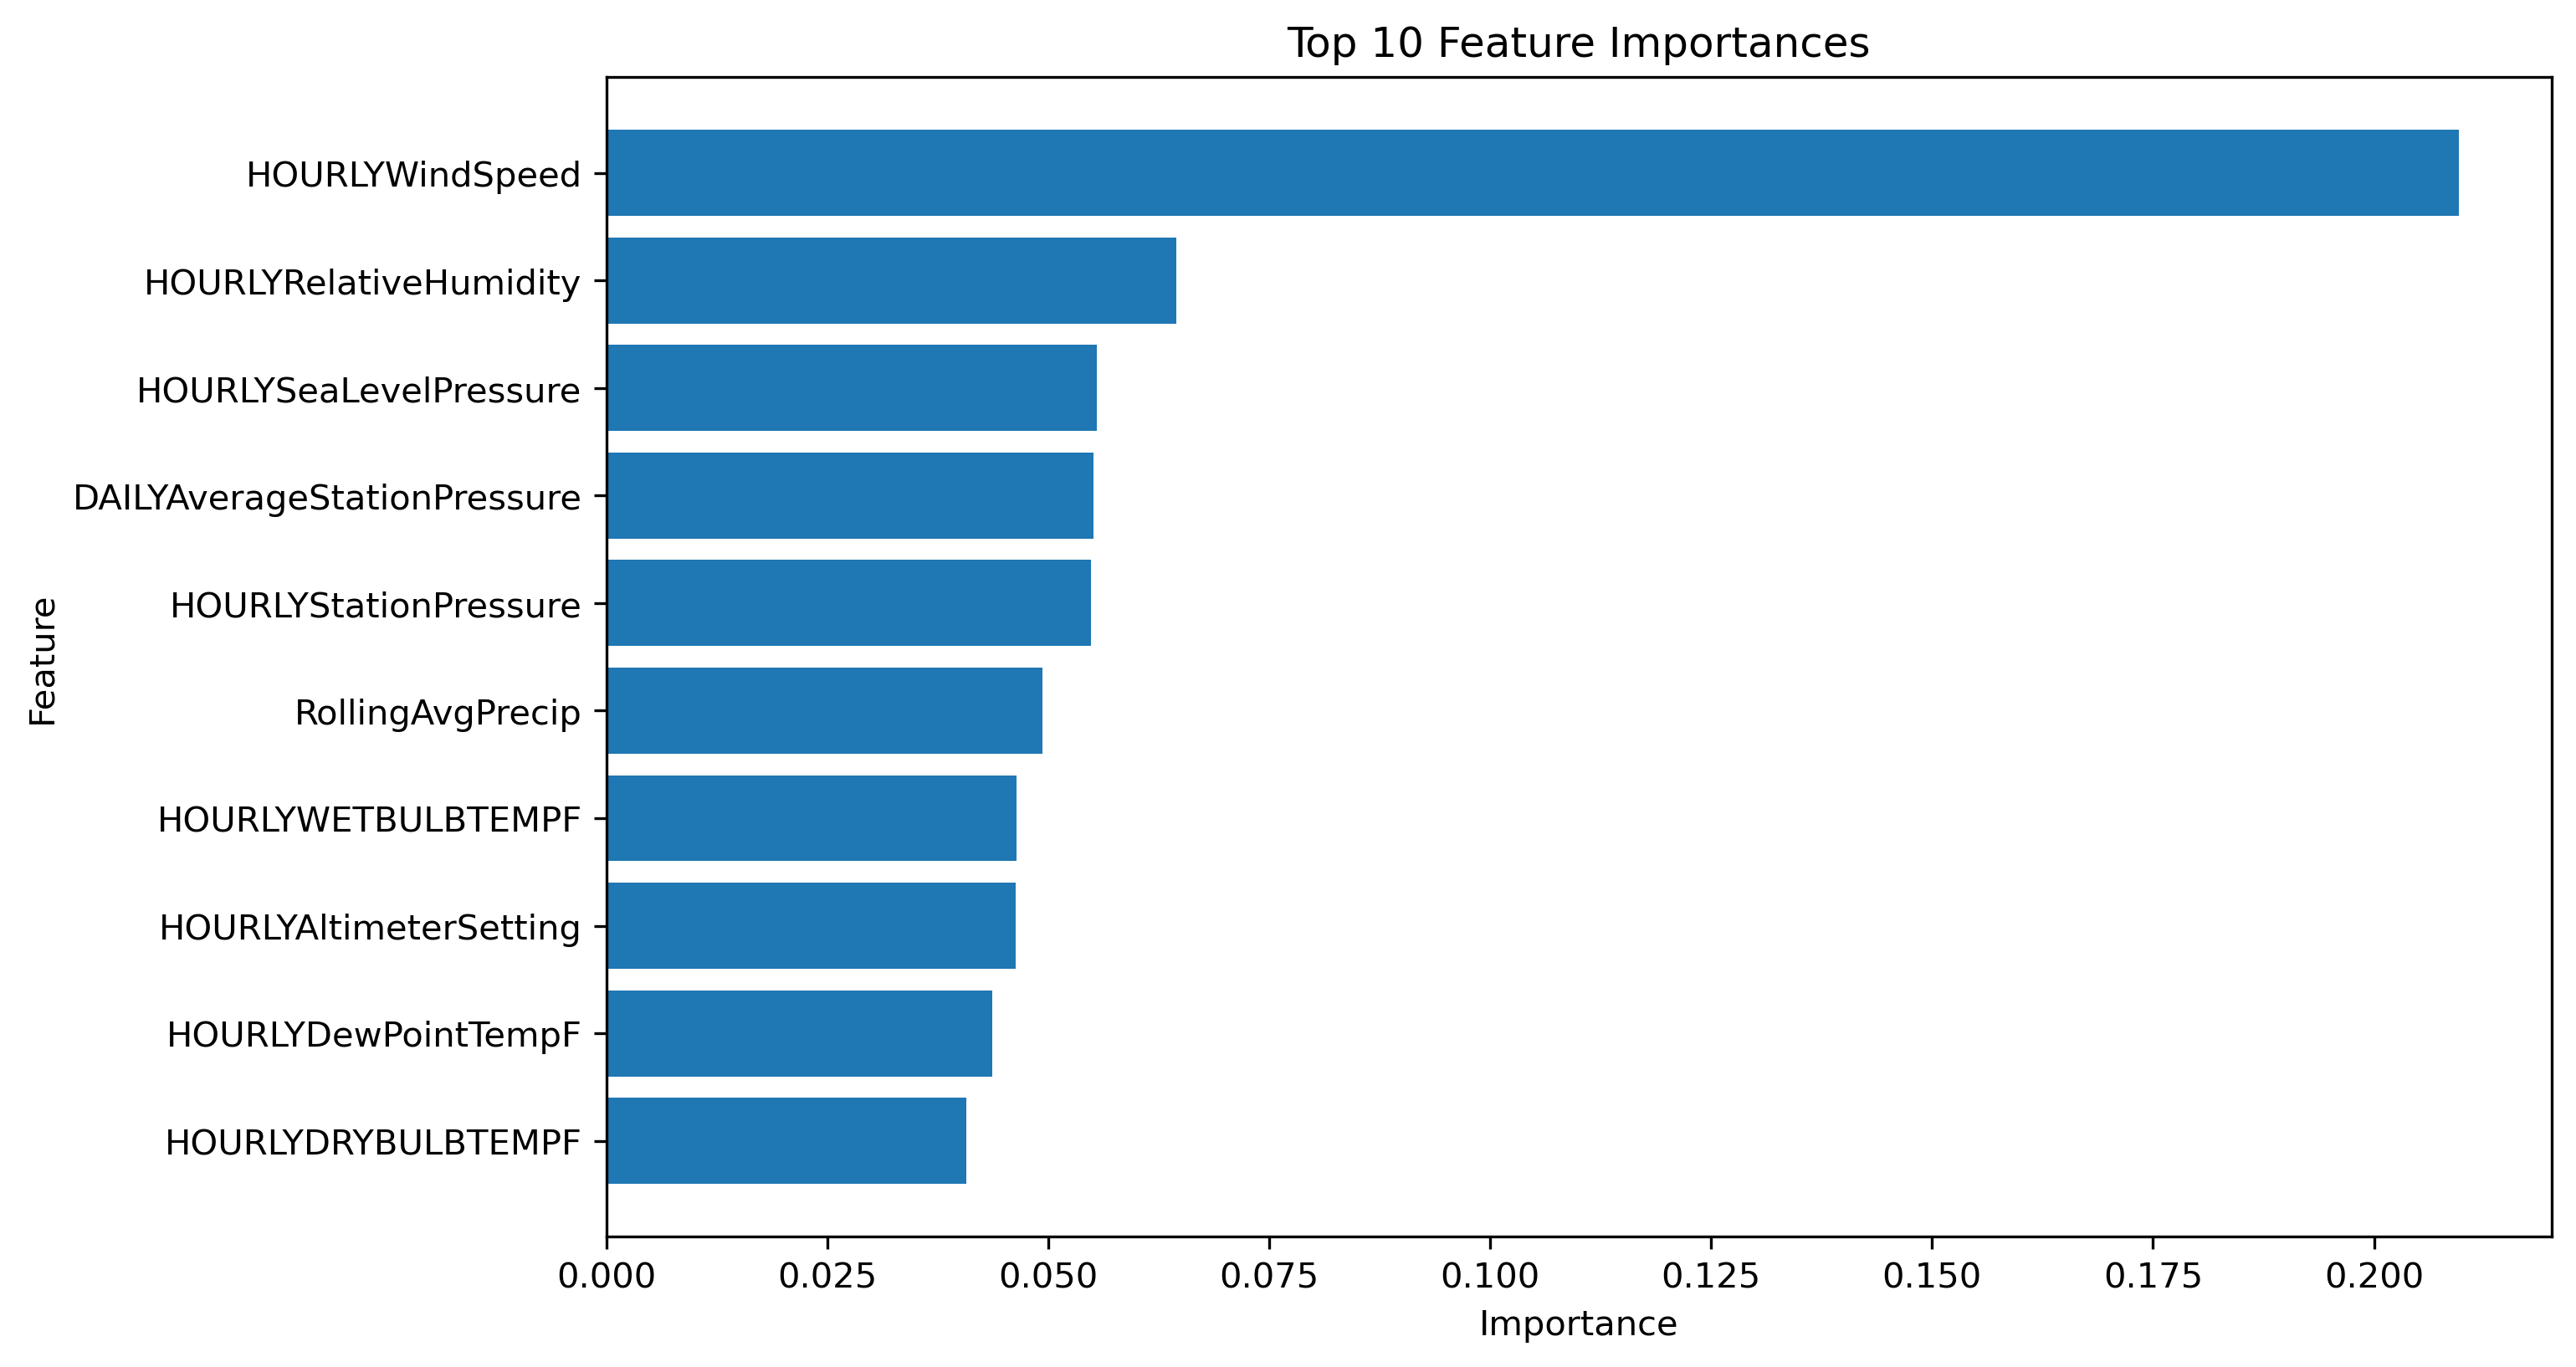 Top 10 Feature Importances
HOURLYWindSpeed
HOURLYRelativeHumidity
HOURLYSeaLevelPressure
DAILYAverageStationPressure
HOURLYStationPressure
RollingAvgPrecip
HOURLYWETBULBTEMPF
HOURLYAltimeterSetting
HOURLYDewPointTempF
HOURLYDRYBULBTEMPF
Feature
0.000 0.025 0.050 0.075 0.100 0.125 0.150 0.175 0.200
Importance